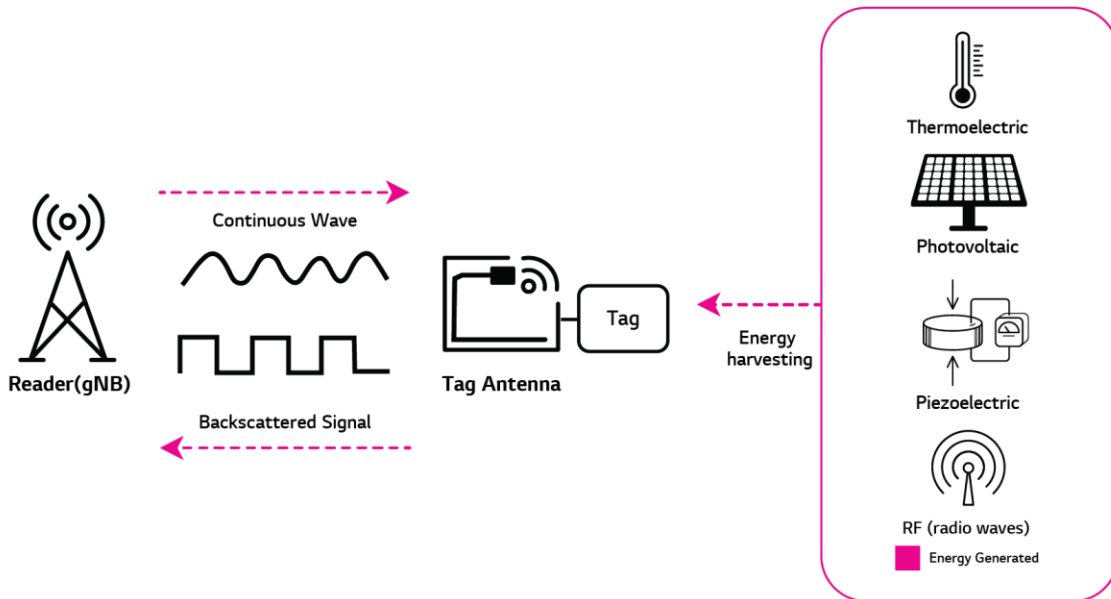 Thermoelectric
Continuous Wave
Photovoltaic
Tag
Energy
harvesting
Reader(gNB)
Tag Antenna
Piezoelectric
Backscattered Signal
RF (radio waves)
Energy Generated